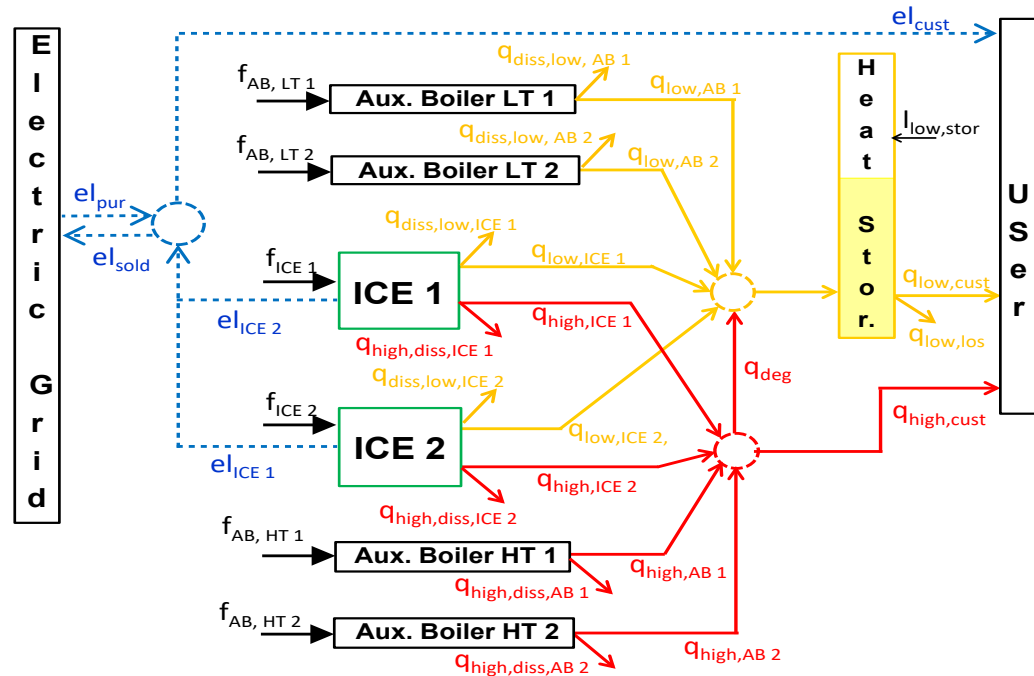 Electric Grid
el_cust
q_diss,low, AB 1
f_AB, LT 1
Aux. Boiler LT 1
q_low,AB 1
Heat Stor.
l_low,stor
USer
q_diss,low, AB 2
f_AB, LT 2
Aux. Boiler LT 2
q_low,AB 2
el_pur
el_sold
q_diss,low,ICE 1
f_ICE 1
ICE 1
q_low,ICE 1
q_low,cust
el_ICE 2
q_high,ICE 1
q_high,diss,ICE 1
q_low,los
q_deg
q_diss,low,ICE 2
f_ICE 2
ICE 2
q_low,ICE 2,
q_high,cust
el_ICE 1
q_high,ICE 2
q_high,diss,ICE 2
f_AB, HT 1
Aux. Boiler HT 1
q_high,AB 1
q_high,diss,AB 1
f_AB, HT 2
Aux. Boiler HT 2
q_high,AB 2
q_high,diss,AB 2